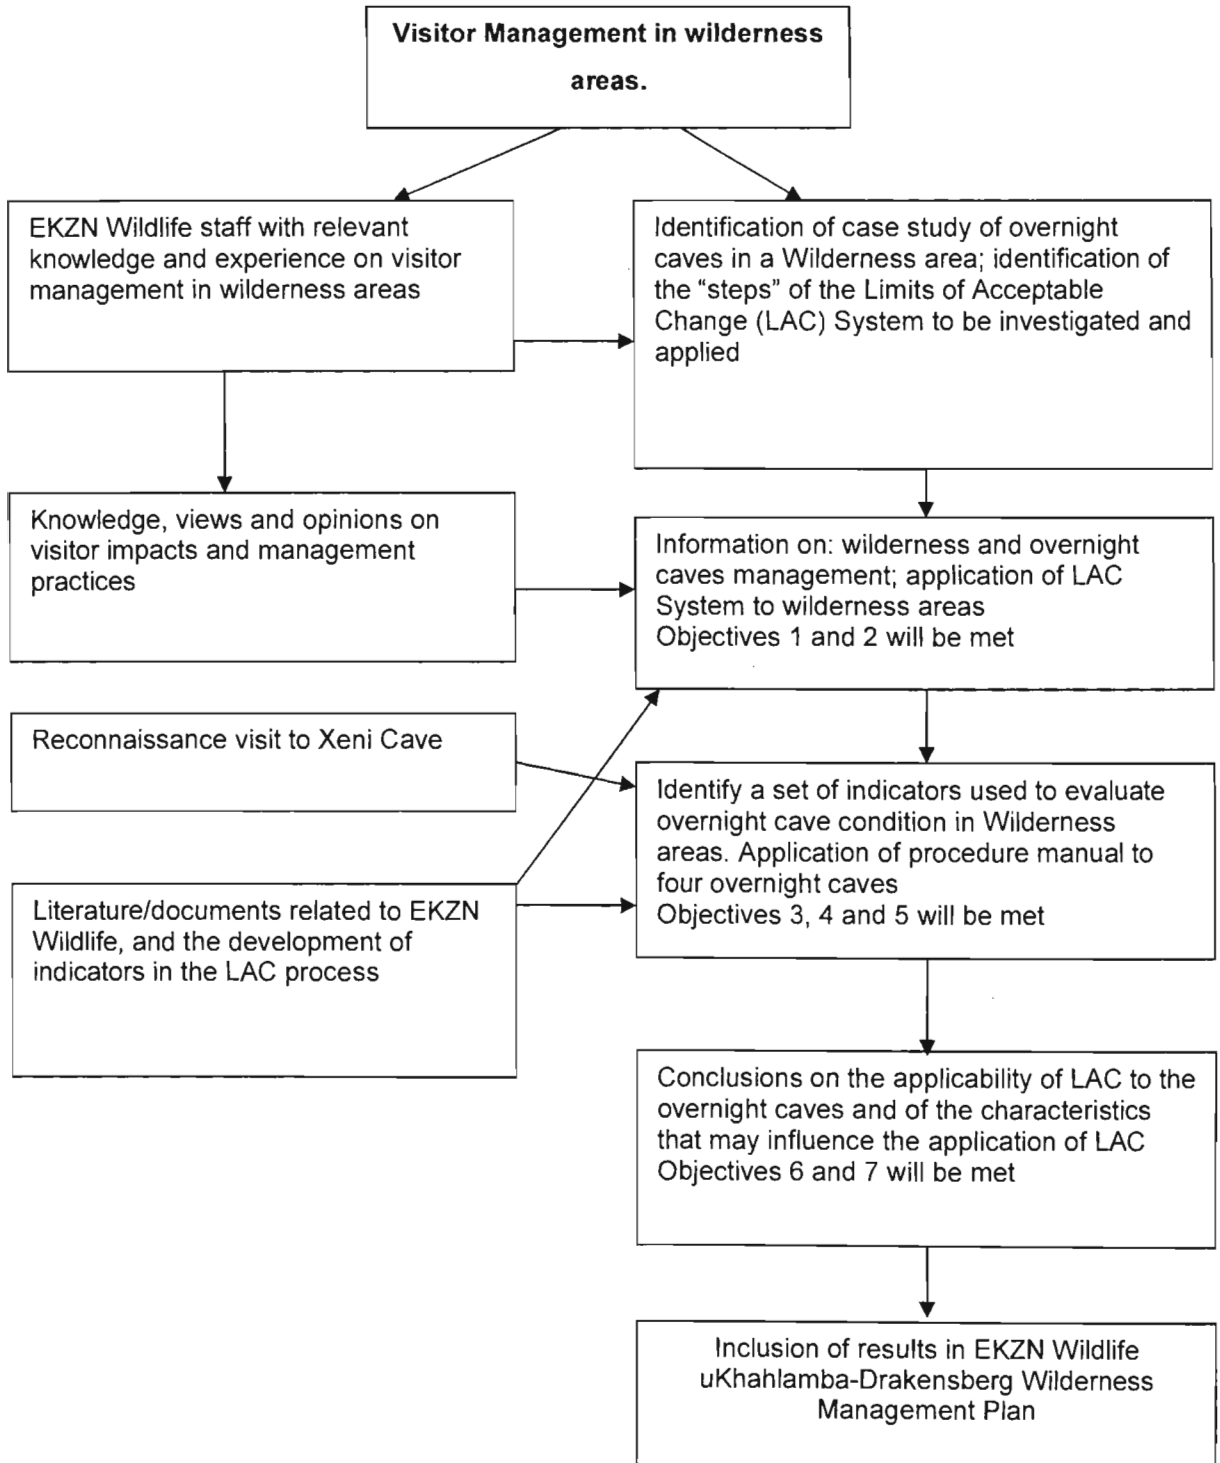 Visitor Management in wilderness
areas.
EKZN Wildlife staff with relevant
knowledge and experience on visitor
management in wilderness areas
Identification of case study of overnight
caves in a Wilderness area; identification of
the “steps” of the Limits of Acceptable
Change (LAC) System to be investigated and
applied
Knowledge, views and opinions on
visitor impacts and management
practices
Information on: wilderness and overnight
caves management; application of LAC
System to wilderness areas
Objectives 1 and 2 will be met
Reconnaissance visit to Xeni Cave
Identify a set of indicators used to evaluate
overnight cave condition in Wilderness
areas. Application of procedure manual to
four overnight caves
Objectives 3, 4 and 5 will be met
Literature/documents related to EKZN
Wildlife, and the development of
indicators in the LAC process
Conclusions on the applicability of LAC to the
overnight caves and of the characteristics
that may influence the application of LAC
Objectives 6 and 7 will be met
Inclusion of results in EKZN Wildlife
uKhahlamba-Drakensberg Wilderness
Management Plan